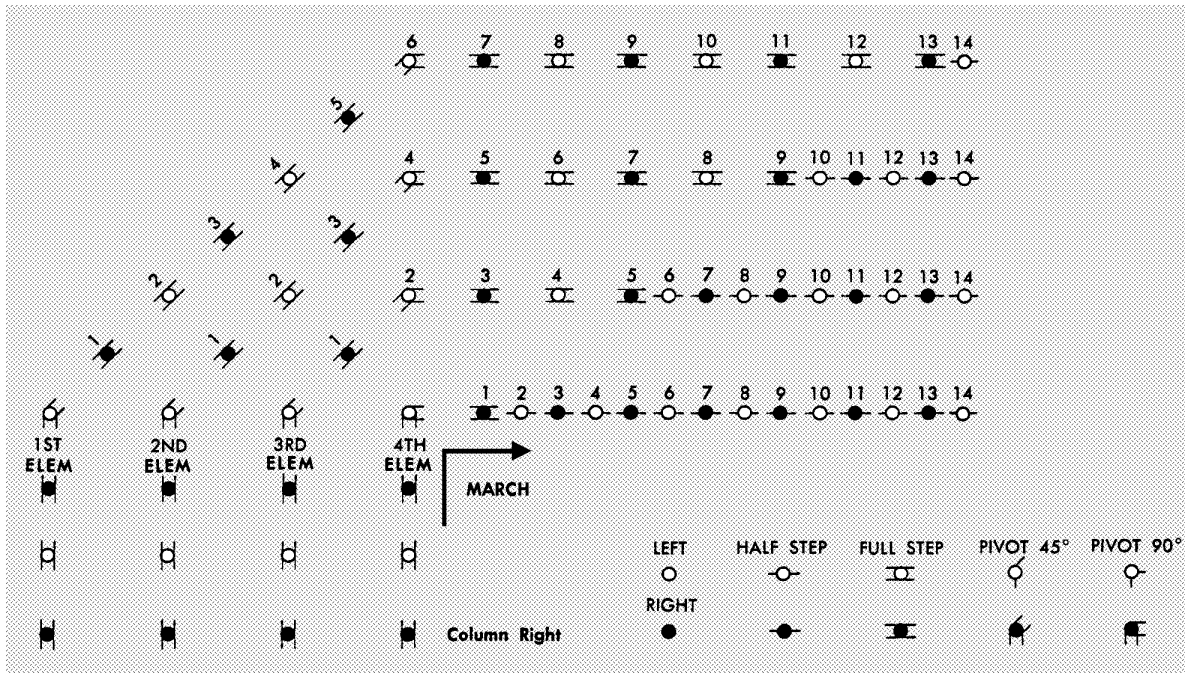 6 7 8 9 10 11 12 13 14
5
4 4 5 6 7 8 9 10 11 12 13 14
3 3
2 2 2 3 4 5 6 7 8 9 10 11 12 13 14
1 1 1
1 2 3 4 5 6 7 8 9 10 11 12 13 14
1ST 2ND 3RD 4TH
ELEM ELEM ELEM ELEM
MARCH
LEFT HALF STEP FULL STEP PIVOT 45° PIVOT 90°
RIGHT
Column Right